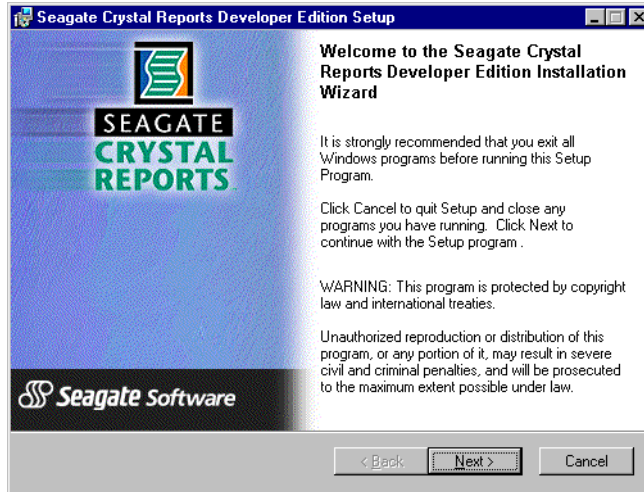 Seagate Crystal Reports Developer Edition Setup
SEAGATE
CRYSTAL
REPORTS
Welcome to the Seagate Crystal
Reports Developer Edition Installation
Wizard
It is strongly recommended that you exit all
Windows programs before running this Setup
Program.
Click Cancel to quit Setup and close any
programs you have running. Click Next to
continue with the Setup program .
WARNING: This program is protected by copyright
law and international treaties.
Unauthorized reproduction or distribution of this
program, or any portion of it, may result in severe
civil and criminal penalties, and will be prosecuted
to the maximum extent possible under law.
Seagate Software
< Back
Next >
Cancel